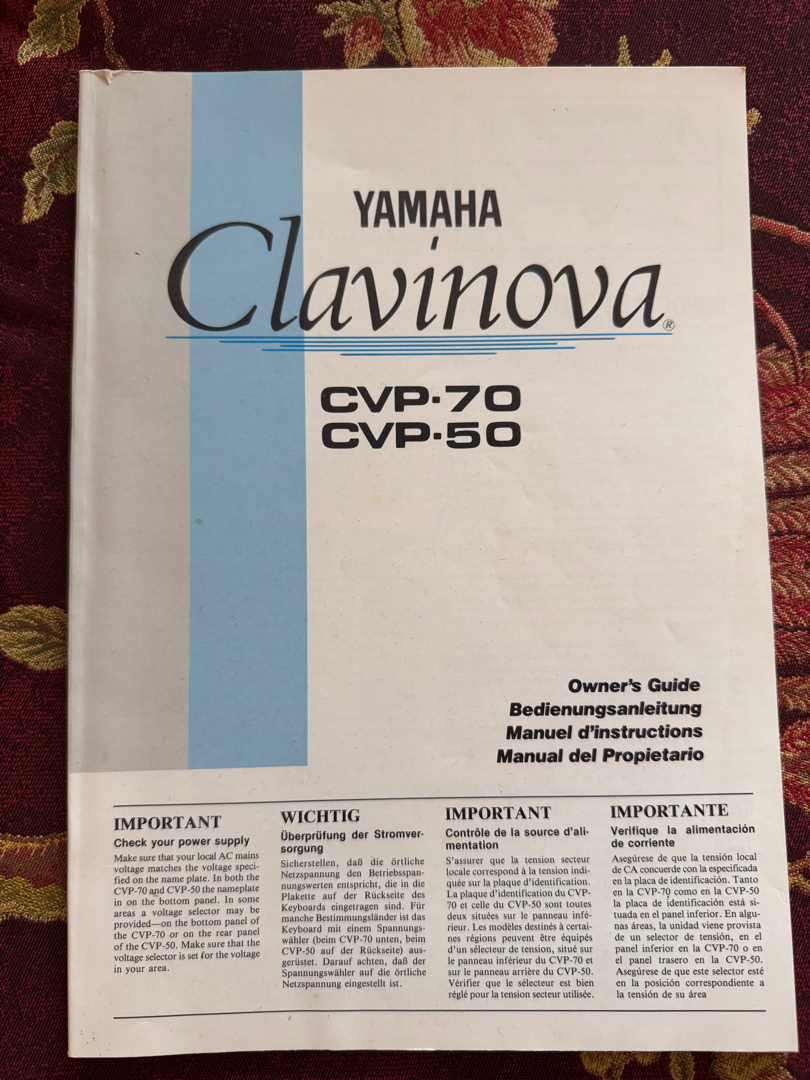 YAMAHA
Clavinova®
CVP·70
CVP·50
Owner's Guide
Bedienungsanleitung
Manuel d'instructions
Manual del Propietario
IMPORTANT
Check your power supply
Make sure that your local AC mains
voltage matches the voltage speci-
fied on the name plate. In both the
CVP-70 and CVP-50 the nameplate
in on the bottom panel. In some
areas a voltage selector may be
provided—on the bottom panel of
the CVP-70 or on the rear panel
of the CVP-50. Make sure that the
voltage selector is set for the voltage
in your area.
WICHTIG
Überprüfung der Stromver-
sorgung
Sicherstellen, daß die örtliche
Netzspannung den Betriebsspan-
nungswerten entspricht, die in die
Plakette auf der Rückseite des
Keyboards eingetragen sind. Für
manche Bestimmungsländer ist das
Keyboard mit einem Spannungs-
wähler (beim CVP-70 unten, beim
CVP-50 auf der Rückseite) aus-
gerüstet. Darauf achten, daß der
Spannungswähler auf die örtliche
Netzspannung eingestellt ist.
IMPORTANT
Contrôle de la source d'ali-
mentation
S'assurer que la tension secteur
locale correspond à la tension indi-
quée sur la plaque d'identification.
La plaque d'identification du CVP-
70 et celle du CVP-50 sont toutes
deux situées sur le panneau infé-
rieur. Les modèles destinés à certai-
nes régions peuvent être équipés
d'un sélecteur de tension, situé sur
le panneau inférieur du CVP-70 et
sur le panneau arrière du CVP-50.
Vérifier que le sélecteur est bien
réglé pour la tension secteur utilisée.
IMPORTANTE
Verifique la alimentación
de corriente
Asegúrese de que la tensión local
de CA concuerde con la especificada
en la placa de identificación. Tanto
en la CVP-70 como en la CVP-50
la placa de identificación está si-
tuada en el panel inferior. En algu-
nas áreas, la unidad viene provista
de un selector de tensión, en el
panel inferior en la CVP-70 o en
el panel trasero en la CVP-50.
Asegúrese de que este selector esté
en la posición correspondiente a
la tensión de su área